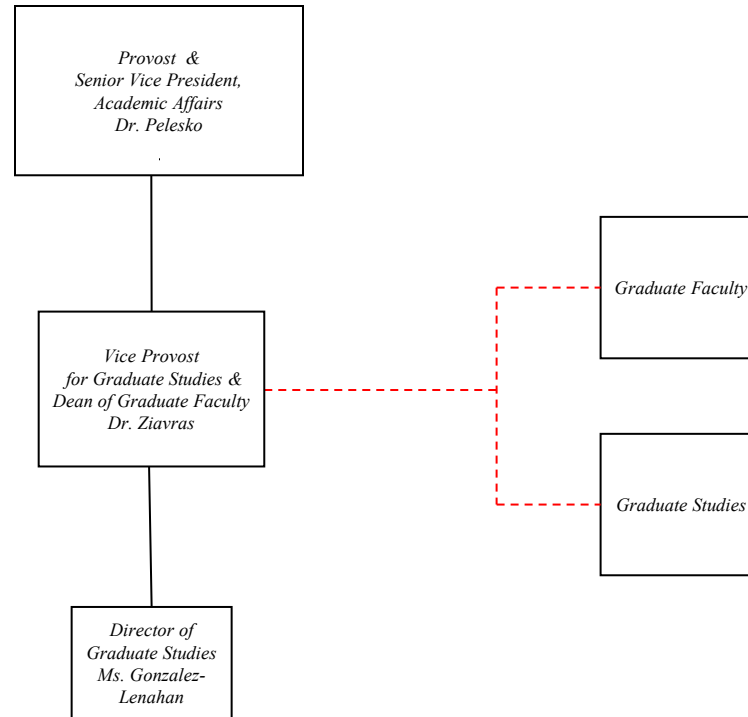 Provost &
Senior Vice President,
Academic Affairs
Dr. Pelesko
.
Graduate Faculty
Vice Provost
for Graduate Studies &
Dean of Graduate Faculty
Dr. Ziavras
Graduate Studies
Director of
Graduate Studies
Ms. Gonzalez-
Lenahan